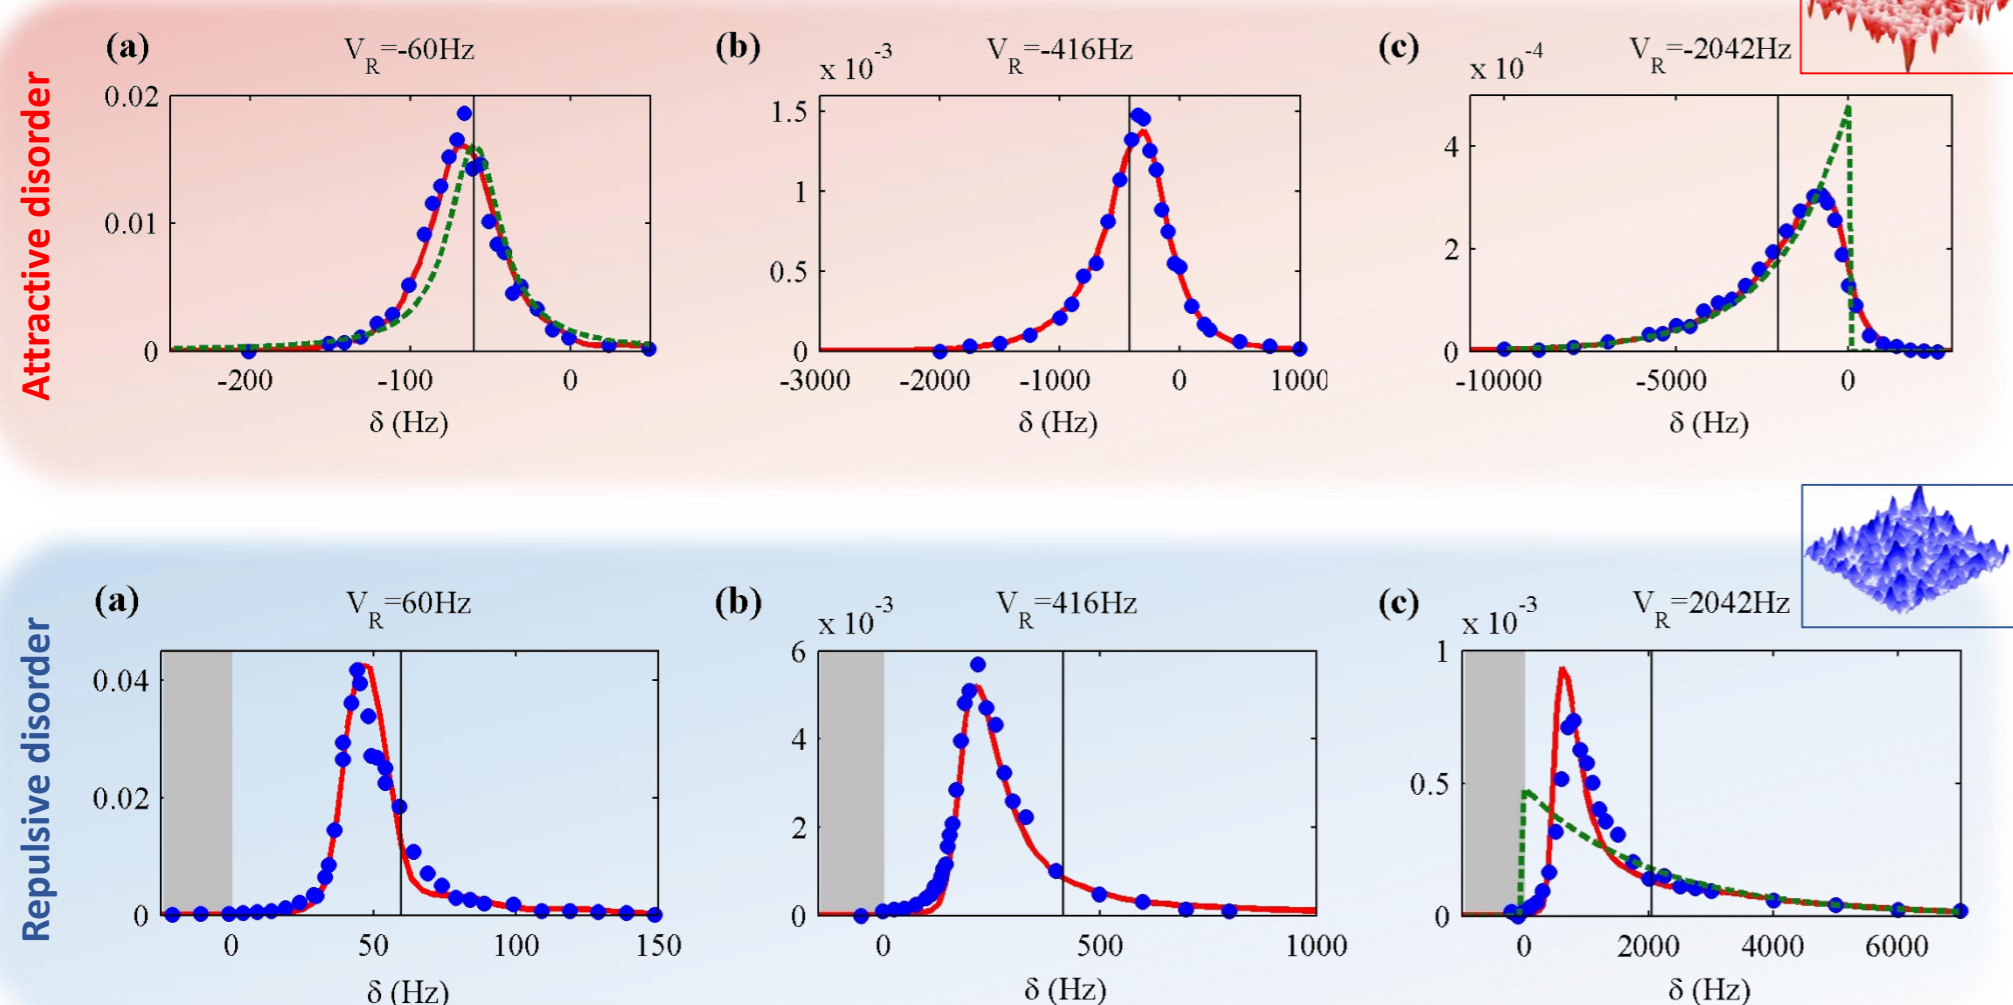 Attractive disorder
(a) V_R=-60Hz
0.02
0.01
0
-200 -100 0
δ (Hz)
(b) V_R=-416Hz
x 10^-3
1.5
1
0.5
0
-3000 -2000 -1000 0 1000
δ (Hz)
(c) V_R=-2042Hz
x 10^-4
4
2
0
-10000 -5000 0
δ (Hz)
Repulsive disorder
(a) V_R=60Hz
0.04
0.02
0
0 50 100 150
δ (Hz)
(b) V_R=416Hz
x 10^-3
6
4
2
0
0 500 1000
δ (Hz)
(c) V_R=2042Hz
x 10^-3
1
0.5
0
0 2000 4000 6000
δ (Hz)